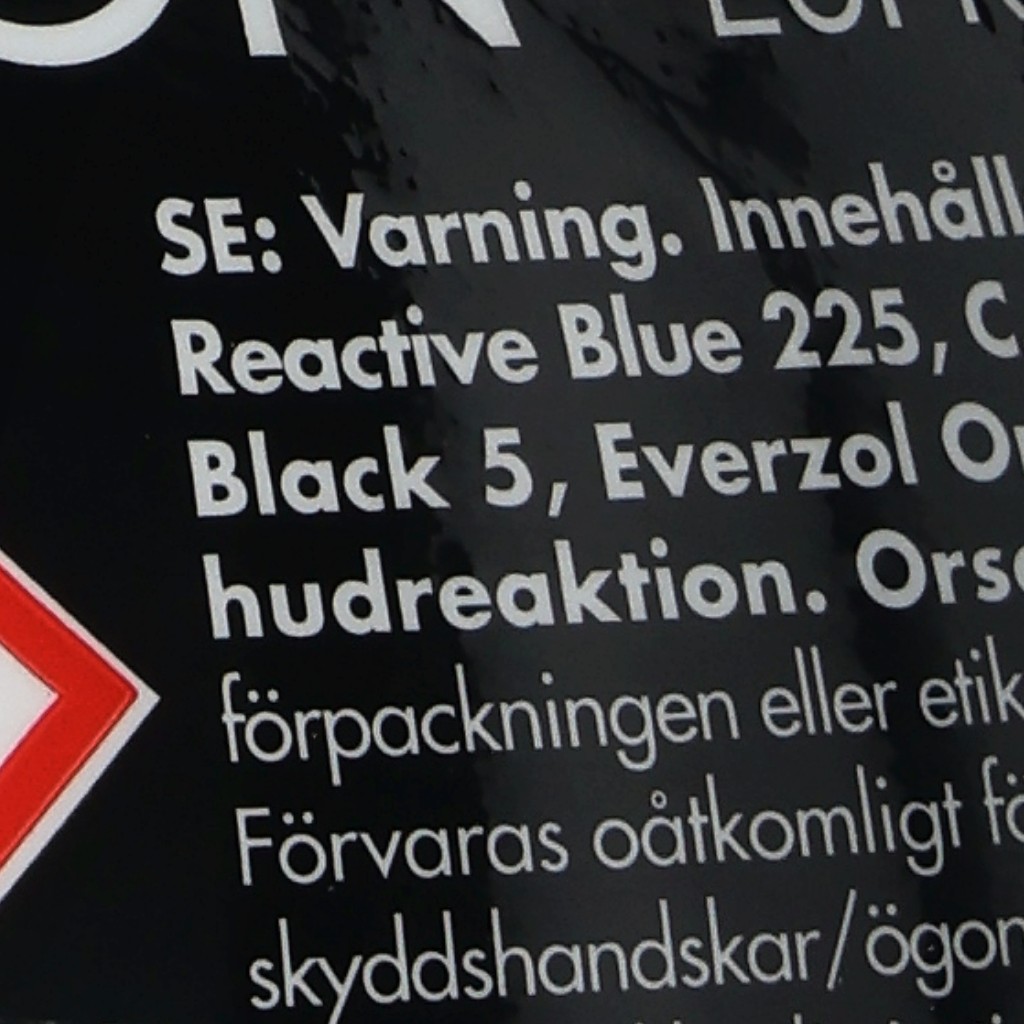 SE: Varning. Innehåll
Reactive Blue 225, C
Black 5, Everzol
hudreaktion.
förpackningen eller
Förvaras oåtkomligt
skyddshandskar/